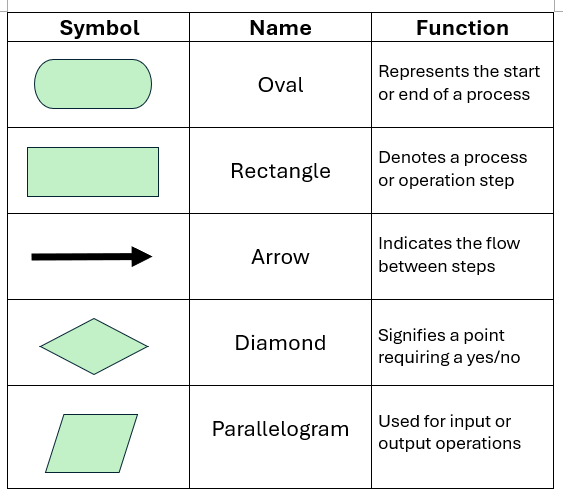 Symbol Name Function
Oval
Represents the start
or end of a process
Rectangle
Denotes a process
or operation step
Arrow
Indicates the flow
between steps
Diamond
Signifies a point
requiring a yes/no
Parallelogram
Used for input or
output operations